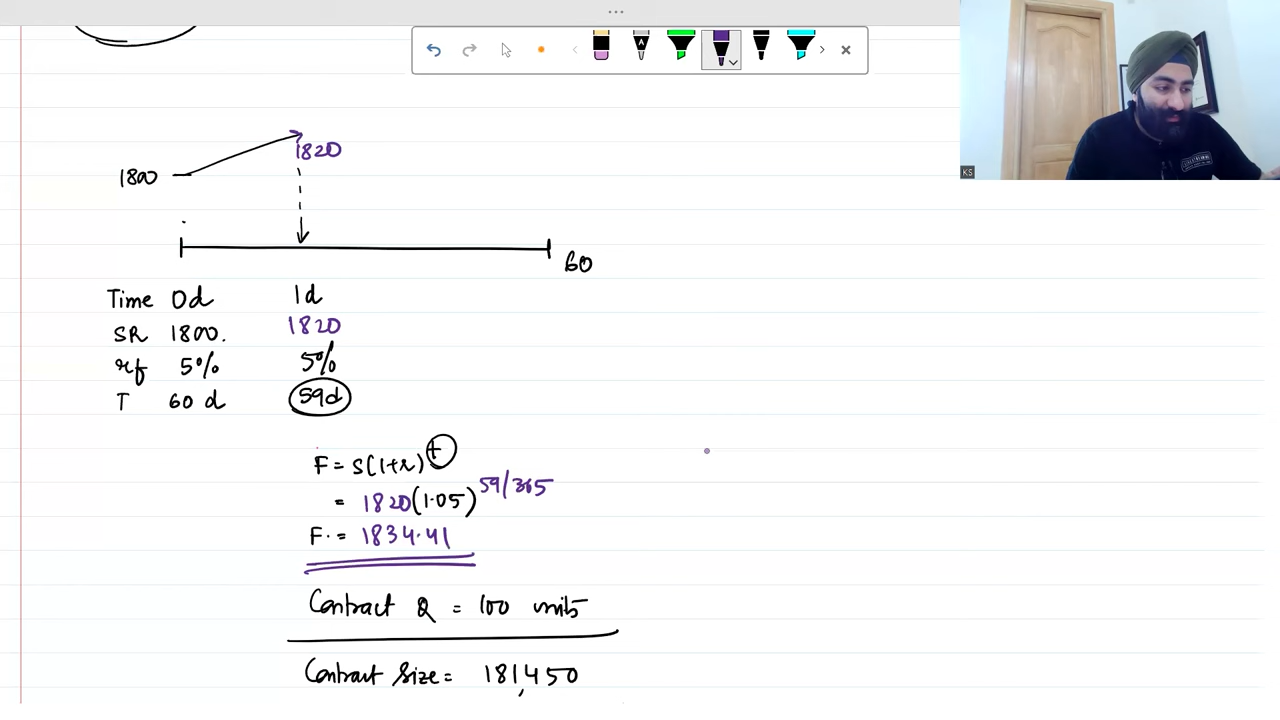 KS
1820
1800
60
Time 0d 1d
SR 1800. 1820
rf 5% 5%
T 60 d 59d
F = S(1+r)^t
= 1820(1.05)^59/365
F. = 1834.41
Contract Q = 100 units
Contract Size = 181,450